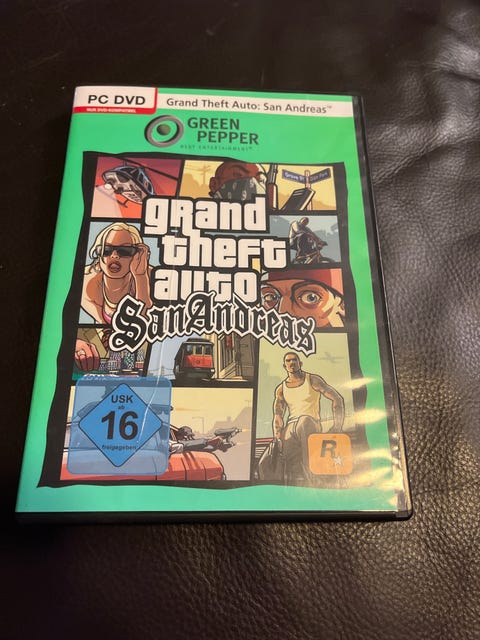 PC DVD
NUR DVD-KOMPATIBEL
Grand Theft Auto: San Andreas™
GREEN
PEPPER
BEST ENTERTAINMENT™
grand
theft
auto
San Andreas
USK
ab
16
freigegeben
R